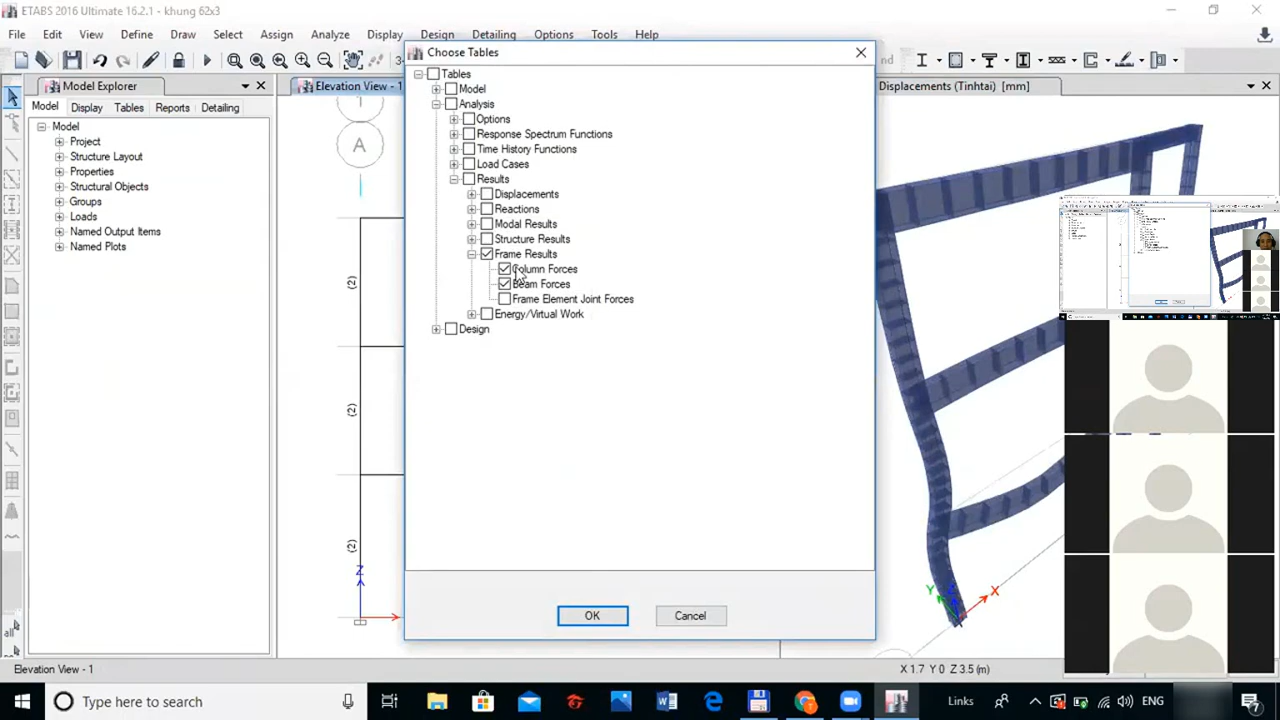 ETABS 2016 Ultimate 16.2.1 - khung 62x3
File Edit View Define Draw Select Assign Analyze Display Design Detailing Options Tools Help
Choose Tables
Model Explorer
Elevation View - 1
Displacements (Tinhtai) [mm]
Model Display Tables Reports Detailing
Model
Project
Structure Layout
Properties
Structural Objects
Groups
Loads
Named Output Items
Named Plots
A
(2)
(2)
(2)
Z
Tables
Model
Analysis
Options
Response Spectrum Functions
Time History Functions
Load Cases
Results
Displacements
Reactions
Modal Results
Structure Results
Frame Results
Column Forces
Beam Forces
Frame Element Joint Forces
Energy/Virtual Work
Design
OK Cancel
Y X
all
Elevation View - 1
X 1.7 Y 0 Z 3.5 (m)
Type here to search
Links
ENG
7